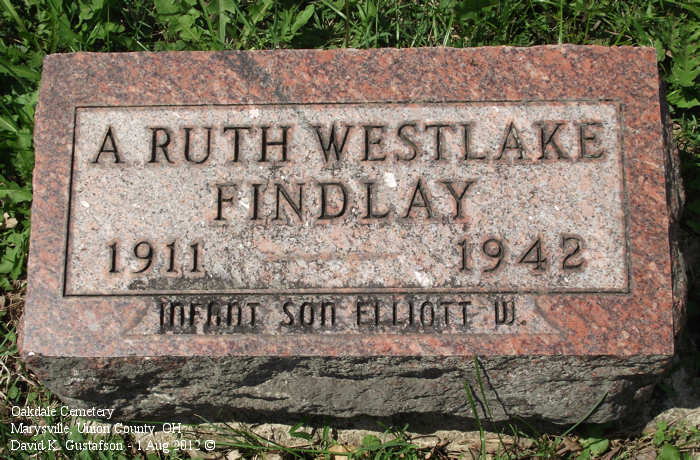 A. RUTH WESTLAKE
FINDLAY
1911 1942
INFANT SON ELLIOTT W.
Oakdale Cemetery
Marysville, Union County, OH
David K. Gustafson - 1 Aug 2012 ©